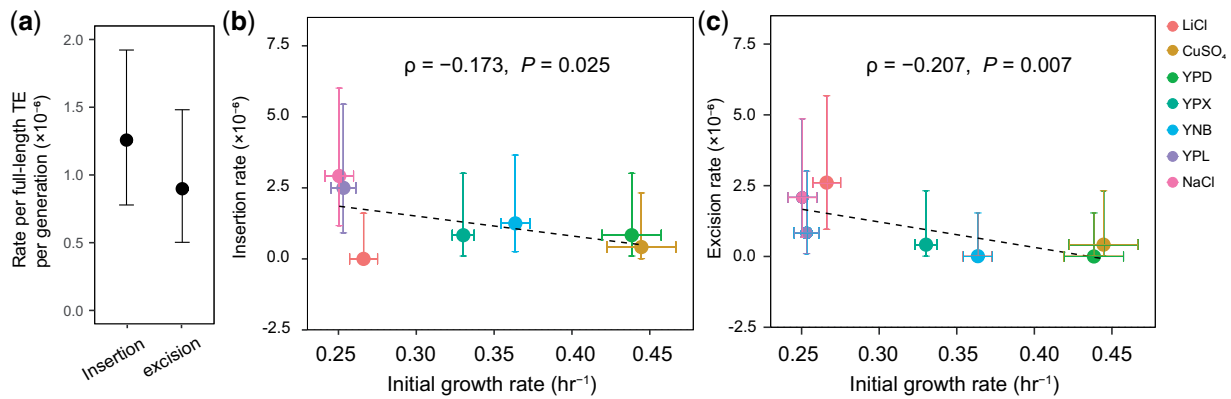 (a)
Rate per full-length TE
per generation (×10⁻⁶)
2.0
1.5
1.0
0.5
0.0
Insertion
excision
(b)
Insertion rate (×10⁻⁶)
7.5
5.0
2.5
0.0
-2.5
ρ = −0.173, P = 0.025
0.25 0.30 0.35 0.40 0.45
Initial growth rate (hr⁻¹)
(c)
Excision rate (×10⁻⁶)
7.5
5.0
2.5
0.0
-2.5
ρ = −0.207, P = 0.007
0.25 0.30 0.35 0.40 0.45
Initial growth rate (hr⁻¹)
LiCl
CuSO₄
YPD
YPX
YNB
YPL
NaCl